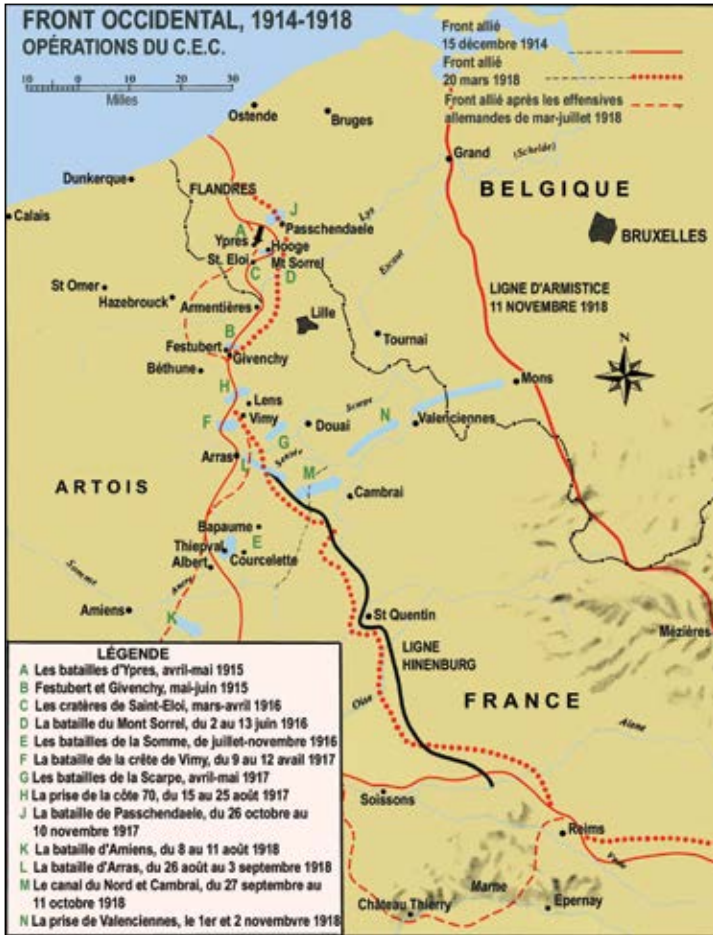 FRONT OCCIDENTAL, 1914-1918
OPÉRATIONS DU C.E.C.
10 0 10 20 30
Milles
Front allié
15 décembre 1914
Front allié
20 mars 1918
Front allié après les effensives
allemandes de mar-juillet 1918
Ostende
Bruges
Grand
(Schelde)
Dunkerque
FLANDRES
BELGIQUE
Calais
J
Passchendaele
Lys
A
Ypres
Hooge
BRUXELLES
St. Eloi
Mt Sorrel
C
D
Escaut
St Omer
Hazebrouck
Armentières
LIGNE D'ARMISTICE
11 NOVEMBRE 1918
Lille
Tournai
N
B
Festubert
Givenchy
Béthune
Mons
H
Lens
Scarpe
Vimy
F
Douai
N
Valenciennes
G
Arras
L
Sensée
M
ARTOIS
Cambrai
Bapaume
Thiepval
E
Albert
Courcelette
Somme
Ancre
Amiens
K
St Quentin
Mézières
LIGNE
HINENBURG
FRANCE
Oise
Aisne
Soissons
Reims
Vesle
Marne
Château Thierry
Epernay
LÉGENDE
A Les batailles d'Ypres, avril-mai 1915
B Festubert et Givenchy, mai-juin 1915
C Les cratères de Saint-Eloi, mars-avril 1916
D La bataille du Mont Sorrel, du 2 au 13 juin 1916
E Les batailles de la Somme, de juillet-novembre 1916
F La bataille de la crête de Vimy, du 9 au 12 avail 1917
G Les batailles de la Scarpe, avril-mai 1917
H La prise de la côte 70, du 15 au 25 août 1917
J La bataille de Passchendaele, du 26 octobre au
10 novembre 1917
K La bataille d'Amiens, du 8 au 11 août 1918
L La bataille d'Arras, du 26 août au 3 septembre 1918
M Le canal du Nord et Cambrai, du 27 septembre au
11 octobre 1918
N La prise de Valenciennes, le 1er et 2 novembvre 1918